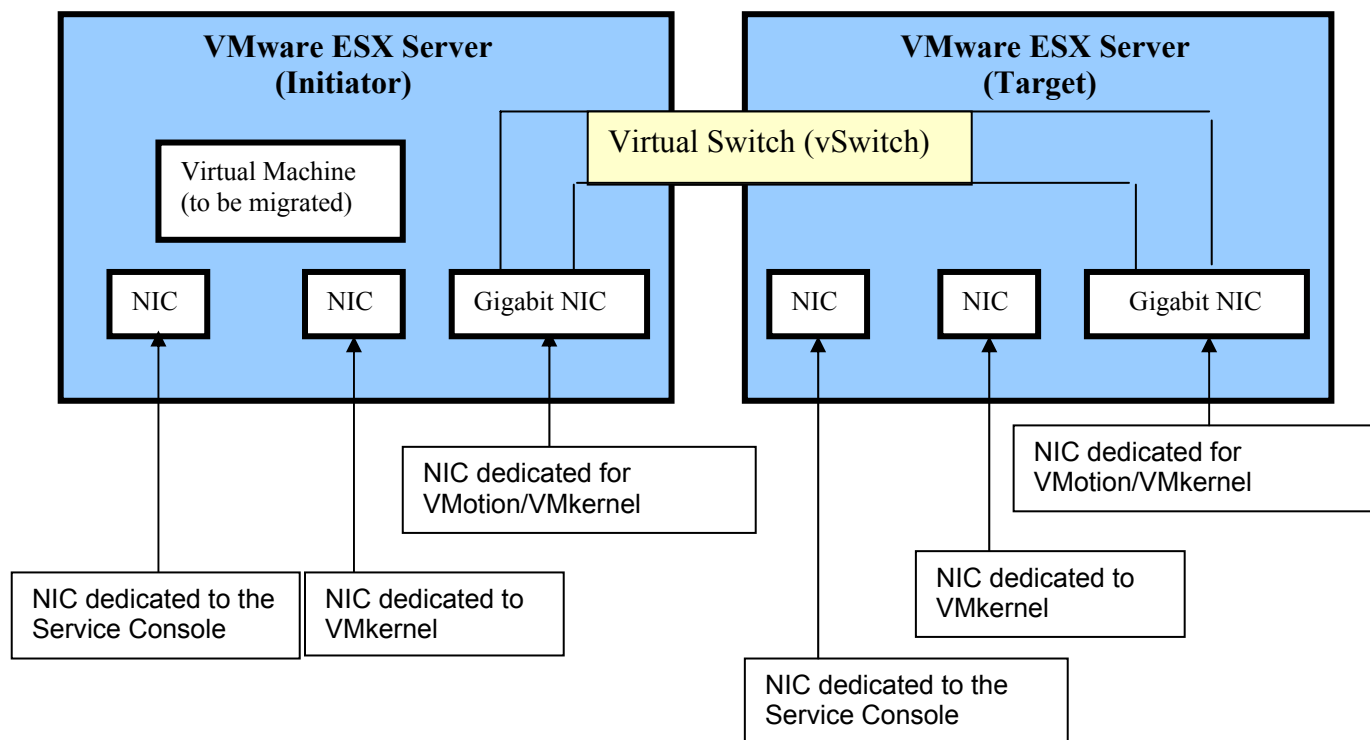 VMware ESX Server
(Initiator)
VMware ESX Server
(Target)
Virtual Switch (vSwitch)
Virtual Machine
(to be migrated)
NIC
NIC
Gigabit NIC
NIC
NIC
Gigabit NIC
NIC dedicated for
VMotion/VMkernel
NIC dedicated for
VMotion/VMkernel
NIC dedicated to the
Service Console
NIC dedicated to
VMkernel
NIC dedicated to
VMkernel
NIC dedicated to the
Service Console